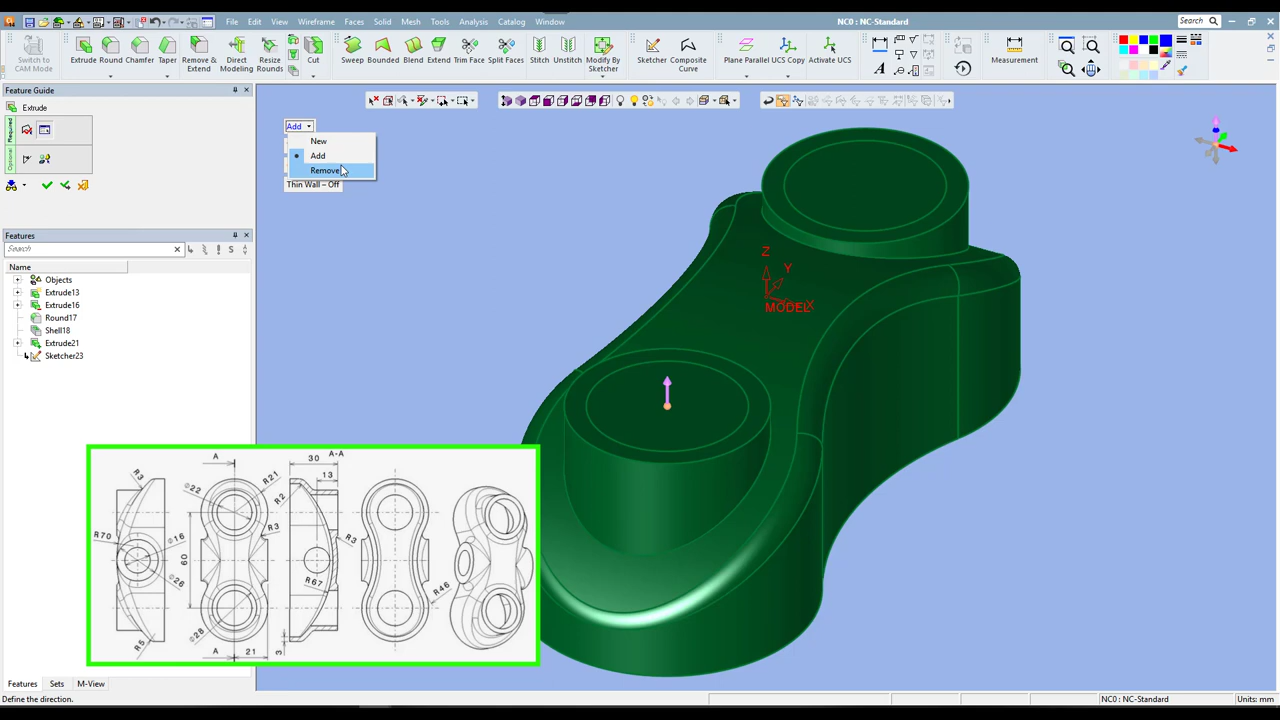 File Edit View Wireframe Faces Solid Mesh Tools Analysis Catalog Window
NC0 : NC-Standard
Search
Switch to CAM Mode
Extrude
Round
Chamfer
Taper
Remove & Extend
Direct Modeling
Resize Rounds
Cut
Sweep
Bounded
Blend
Trim
Split Faces
Stitch
Unstitch
Modify By Sketcher
Sketcher
Composite Curve
Plane Parallel
UCS Copy
Activate UCS
Measurement
Feature Guide
Extrude
Required
Optional
Add
New
Add
Remove
Thin Wall – Off
Features
Search
Name
Objects
Extrude13
Extrude16
Round17
Shell18
Extrude21
Sketcher23
Z
Y
X
MODEL
A
30
A-A
13
R3
⌀22
R21
R2
R3
R70
⌀16
60
⌀26
R67
R3
R46
⌀28
R5
A
21
3
Features Sets M-View
Define the direction.
NC0 : NC-Standard
Units: mm